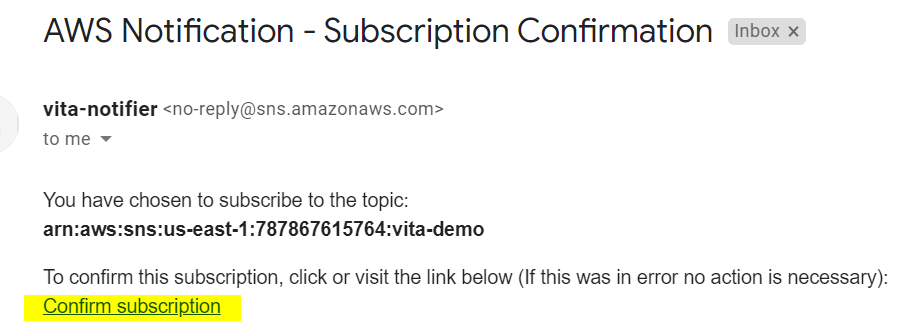 AWS Notification - Subscription Confirmation Inbox ×
vita-notifier <no-reply@sns.amazonaws.com>
to me
You have chosen to subscribe to the topic:
arn:aws:sns:us-east-1:787867615764:vita-demo
To confirm this subscription, click or visit the link below (If this was in error no action is necessary):
Confirm subscription